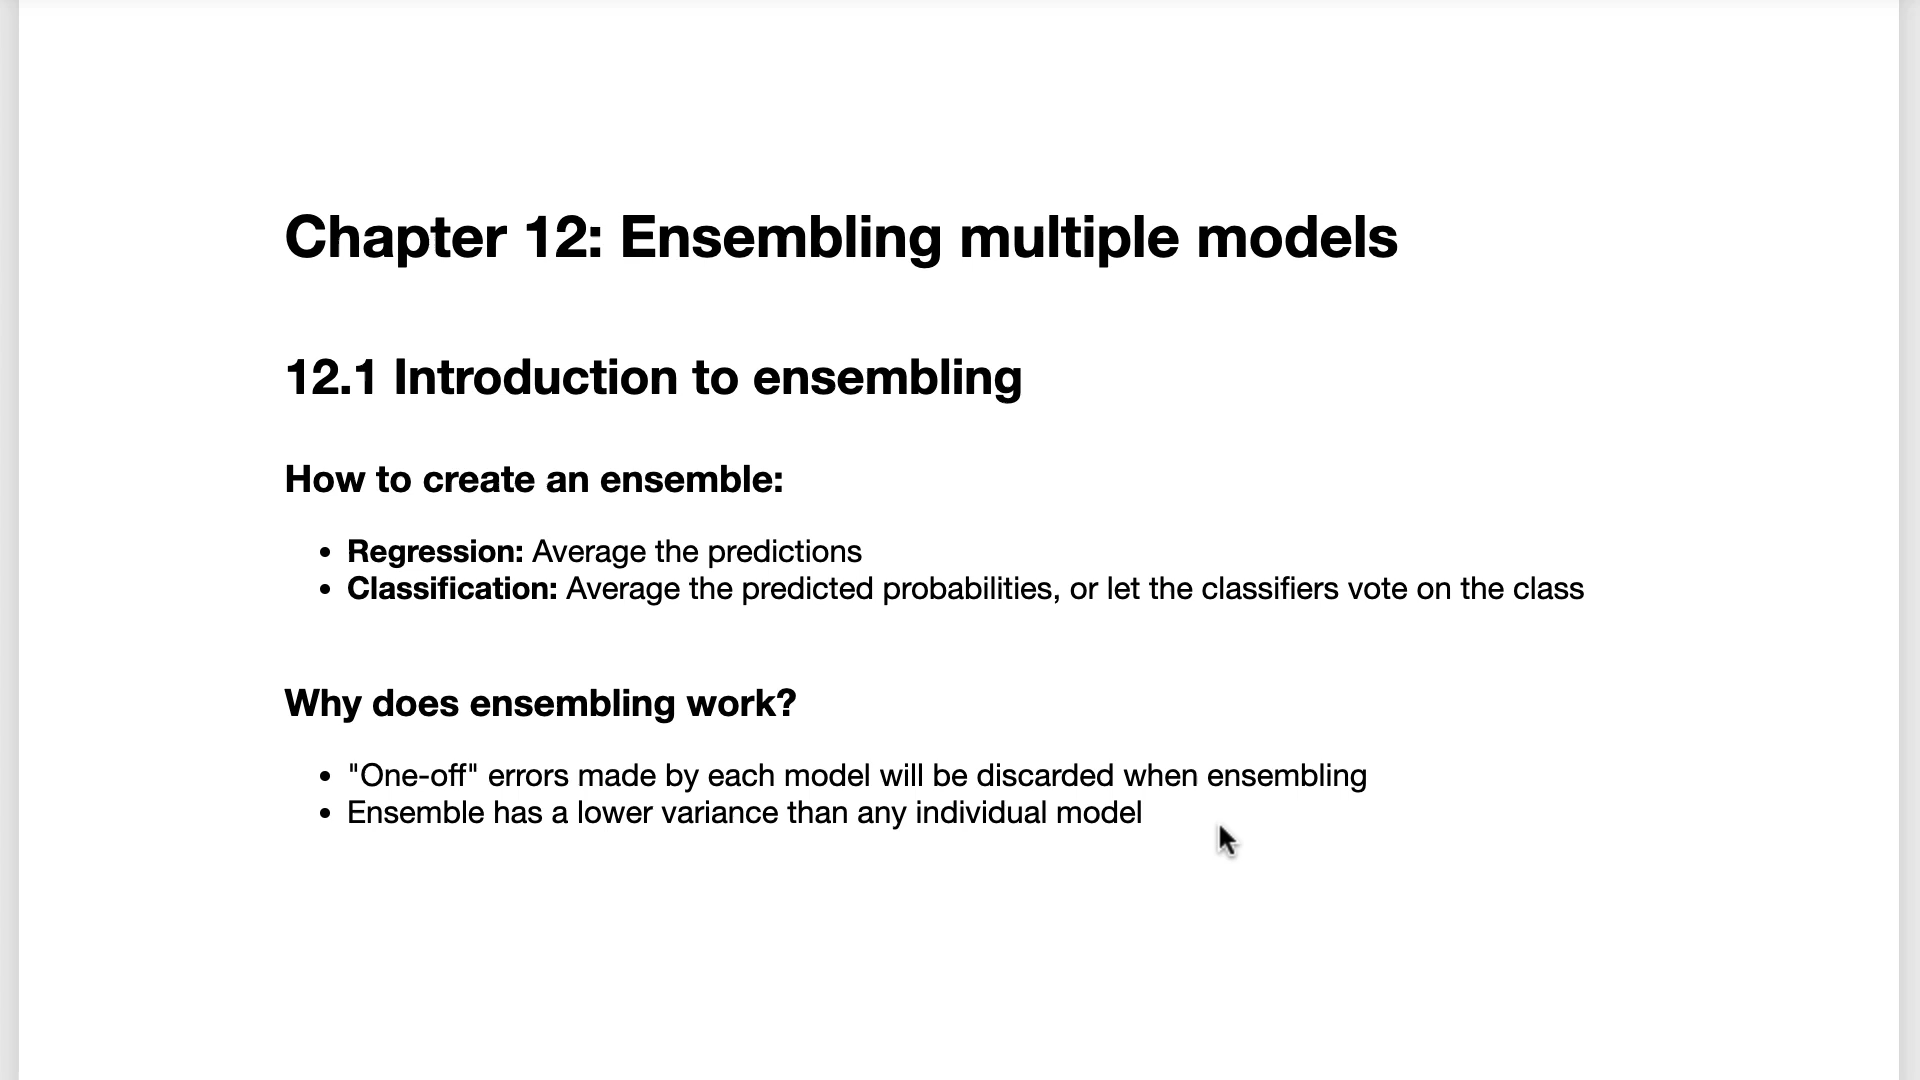 Chapter 12: Ensembling multiple models
12.1 Introduction to ensembling
How to create an ensemble:
• Regression: Average the predictions
• Classification: Average the predicted probabilities, or let the classifiers vote on the class
Why does ensembling work?
• "One-off" errors made by each model will be discarded when ensembling
• Ensemble has a lower variance than any individual model